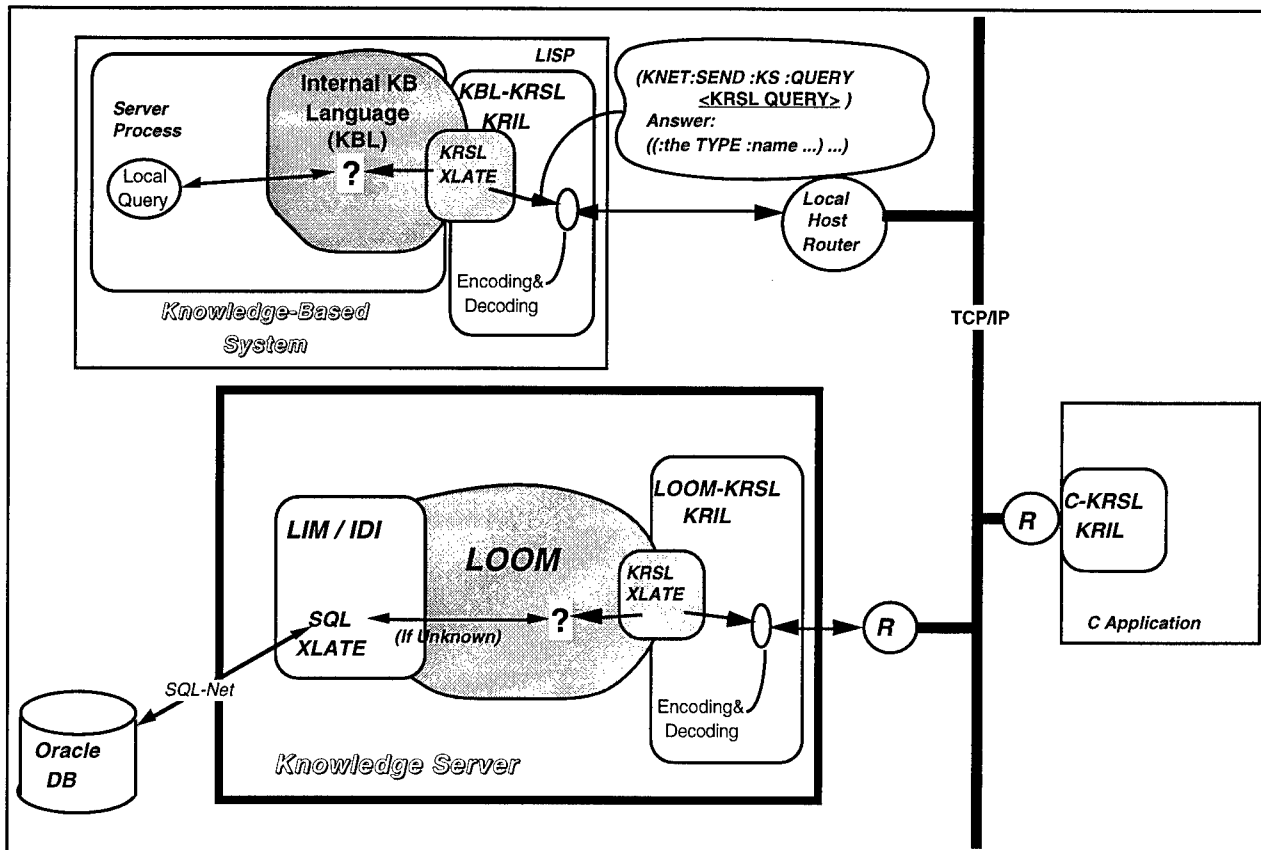 LISP
Internal KB
Language
(KBL)
KBL-KRSL
KRIL
Server
Process
Local
Query
?
KRSL
XLATE
Encoding&
Decoding
Knowledge-Based
System
(KNET:SEND :KS :QUERY
<KRSL QUERY> )
Answer:
((:the TYPE :name ...) ...)
Local
Host
Router
TCP/IP
LIM / IDI
SQL
XLATE
LOOM
(If Unknown)
?
LOOM-KRSL
KRIL
KRSL
XLATE
Encoding&
Decoding
R
R
C-KRSL
KRIL
C Application
SQL-Net
Oracle
DB
Knowledge Server